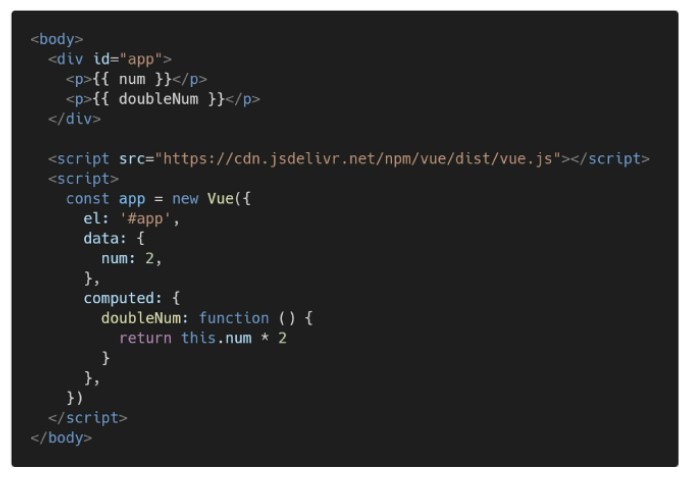 <body>
  <div id="app">
    <p>{{ num }}</p>
    <p>{{ doubleNum }}</p>
  </div>

  <script src="https://cdn.jsdelivr.net/npm/vue/dist/vue.js"></script>
  <script>
    const app = new Vue({
      el: '#app',
      data: {
        num: 2,
      },
      computed: {
        doubleNum: function () {
          return this.num * 2
        }
      },
    })
  </script>
</body>